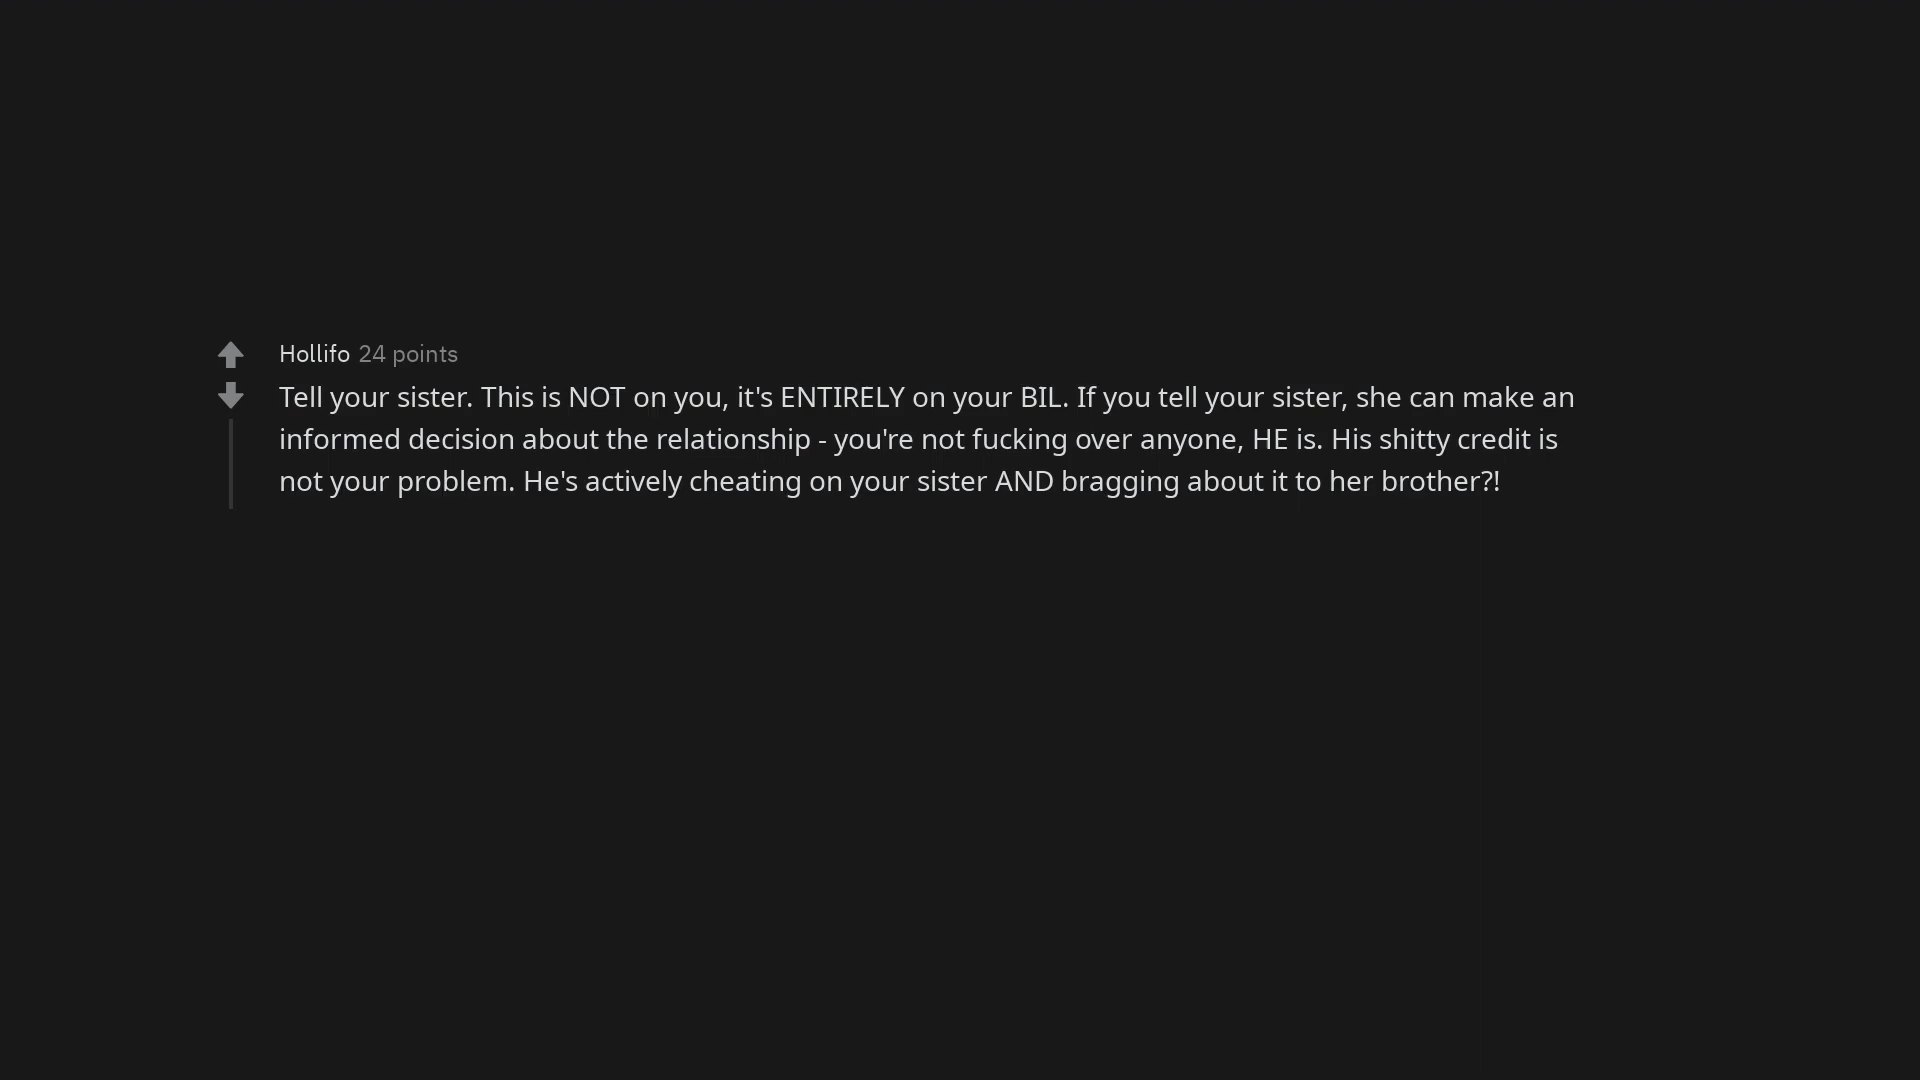 Hollifo 24 points
Tell your sister. This is NOT on you, it's ENTIRELY on your BIL. If you tell your sister, she can make an
informed decision about the relationship - you're not fucking over anyone, HE is. His shitty credit is
not your problem. He's actively cheating on your sister AND bragging about it to her brother?!